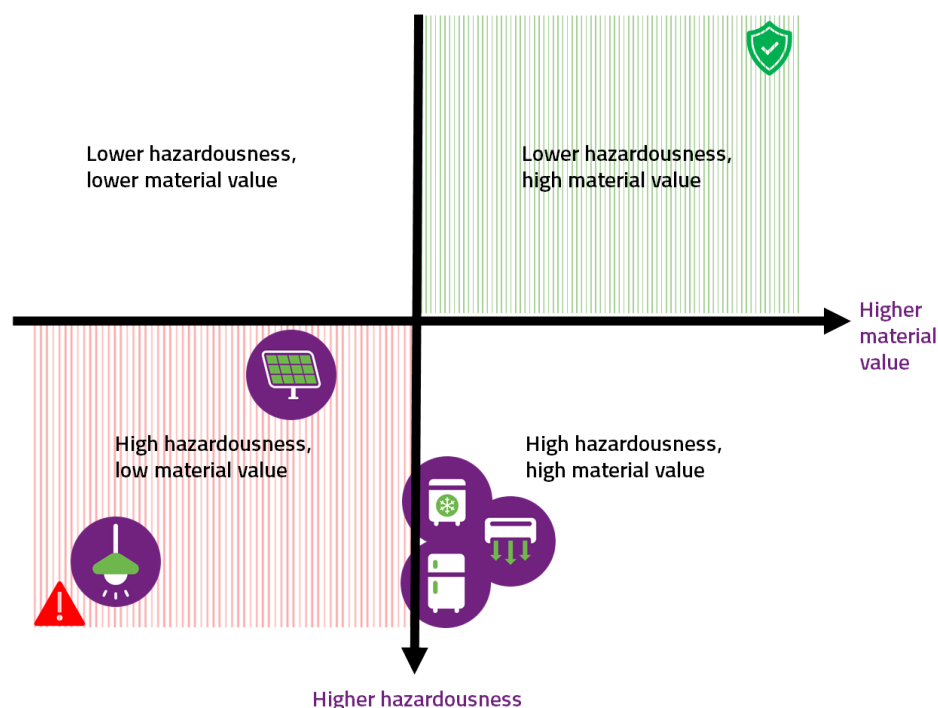 Lower hazardousness,
lower material value
Lower hazardousness,
high material value
Higher
material
value
High hazardousness,
low material value
High hazardousness,
high material value
Higher hazardousness